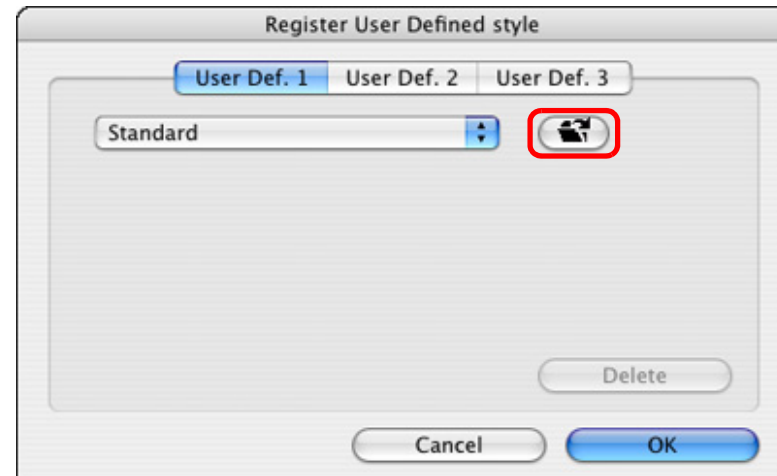 Register User Defined style
User Def. 1 User Def. 2 User Def. 3
Standard
Delete
Cancel OK